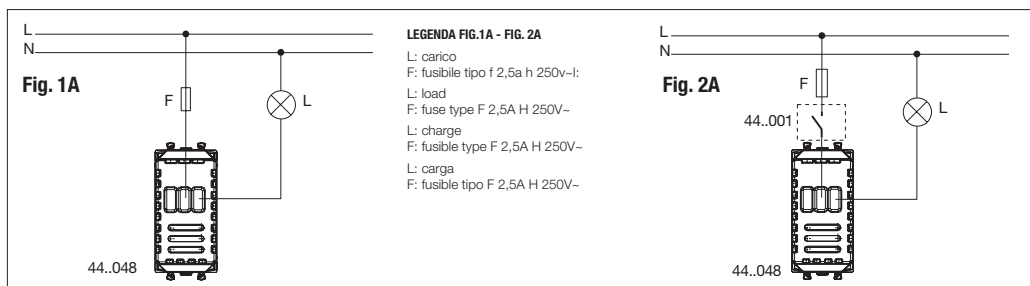 L
N
Fig. 1A
F
L
44..048
LEGENDA FIG.1A - FIG. 2A
L: carico
F: fusibile tipo f 2,5a h 250v~l:
L: load
F: fuse type F 2,5A H 250V~
L: charge
F: fusible type F 2,5A H 250V~
L: carga
F: fusible tipo F 2,5A H 250V~
L
N
Fig. 2A
F
L
44..001
44..048